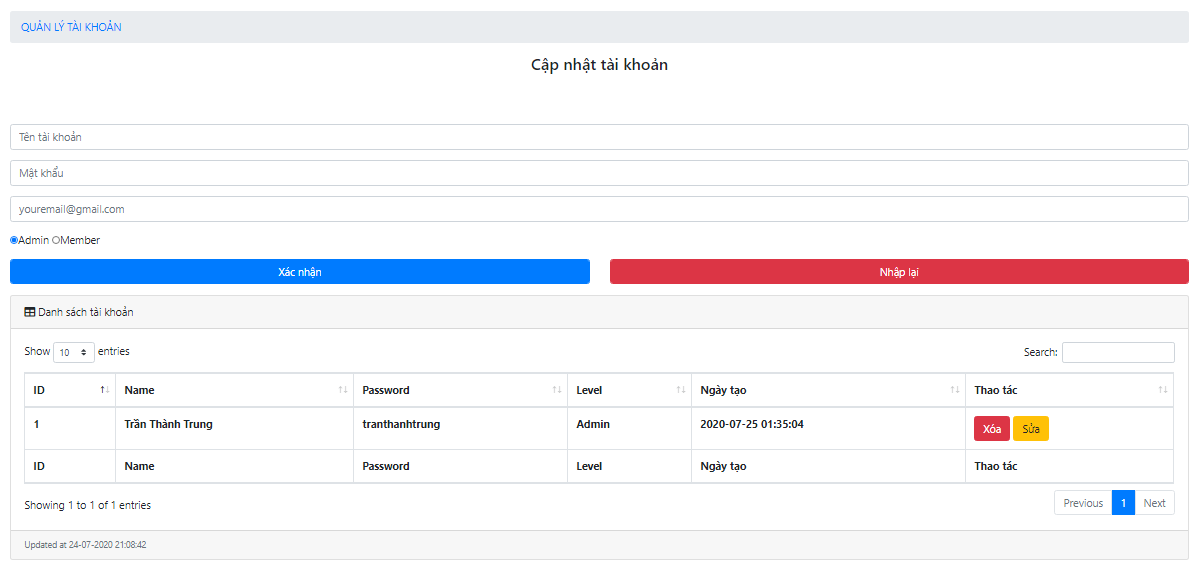 QUẢN LÝ TÀI KHOẢN
Cập nhật tài khoản
Tên tài khoản
Mật khẩu
youremail@gmail.com
Admin Member
Xác nhận Nhập lại
Danh sách tài khoản
Show 10 entries Search:
ID Name Password Level Ngày tạo Thao tác
1 Trần Thành Trung tranthanhtrung Admin 2020-07-25 01:35:04 Xóa Sửa
ID Name Password Level Ngày tạo Thao tác
Showing 1 to 1 of 1 entries Previous 1 Next
Updated at 24-07-2020 21:08:42